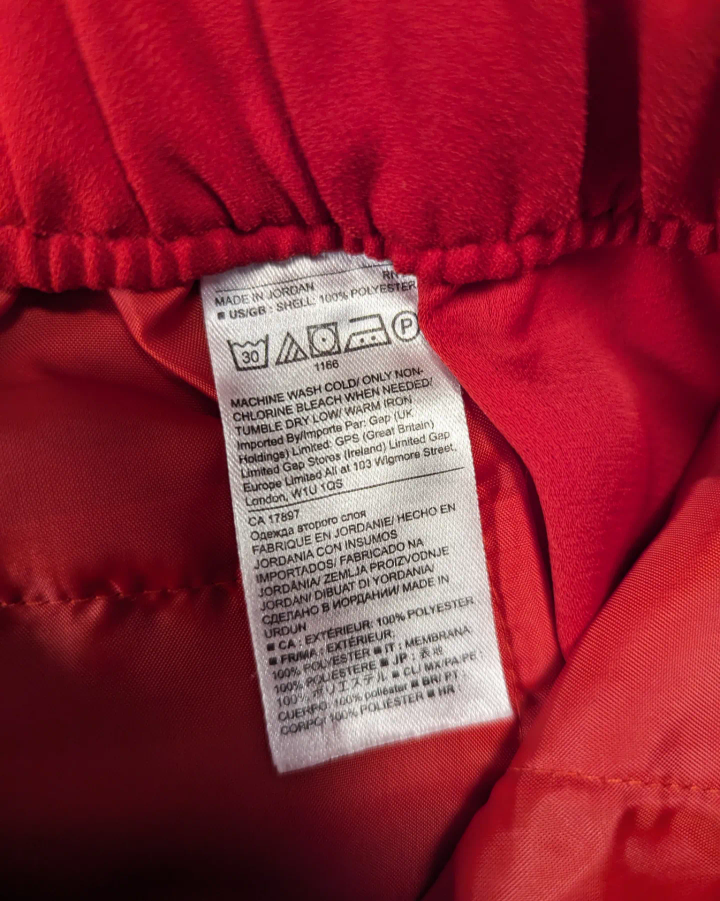 MADE IN JORDAN
■ US/GB : SHELL: 100% POLYESTER
30 P
1166
MACHINE WASH COLD/ ONLY NON-
CHLORINE BLEACH WHEN NEEDED/
TUMBLE DRY LOW/ WARM IRON
Imported By/Importe Par: Gap (UK
Holdings) Limited: GPS (Great Britain)
Limited Gap Stores (Ireland) Limited Gap
Europe Limited All at 103 Wigmore Street,
London, W1U 1QS
CA 17897
Одежда второго слоя
FABRIQUE EN JORDANIE/ HECHO EN
JORDANIA CON INSUMOS
IMPORTADOS/ FABRICADO NA
JORDÂNIA/ ZEMLJA PROIZVODNJE
JORDAN/ DIBUAT DI YORDANIA/
СДЕЛАНО В ИОРДАНИИ/ MADE IN
URDUN
■ CA : EXTÉRIEUR: 100% POLYESTER
■ FR/MA : EXTÉRIEUR:
100% POLYESTER ■ IT : MEMBRANA:
100% POLIESTERE ■ JP : 表地
100% ポリエステル ■ CL/ MX/PA/PE :
CUERPO: 100% poliéster ■ BR/ PT :
CORPO: 100% POLIÉSTER ■ HR :